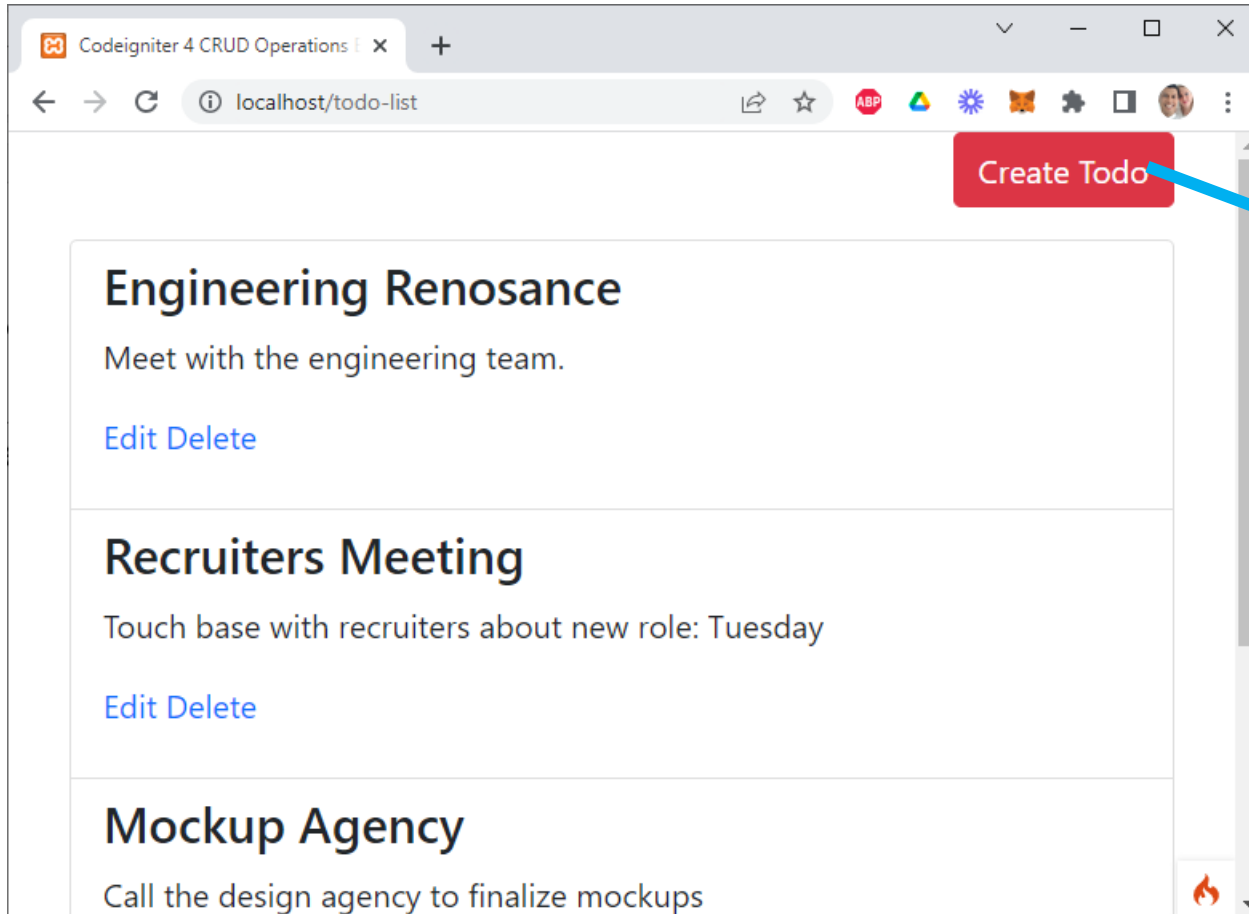 Codeigniter 4 CRUD Operations
localhost/todo-list
ABP
Create Todo
Engineering Renosance
Meet with the engineering team.
Edit Delete
Recruiters Meeting
Touch base with recruiters about new role: Tuesday
Edit Delete
Mockup Agency
Call the design agency to finalize mockups